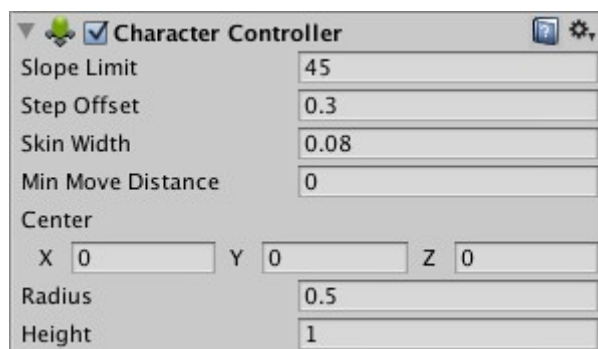 Character Controller
Slope Limit 45
Step Offset 0.3
Skin Width 0.08
Min Move Distance 0
Center
X 0 Y 0 Z 0
Radius 0.5
Height 1